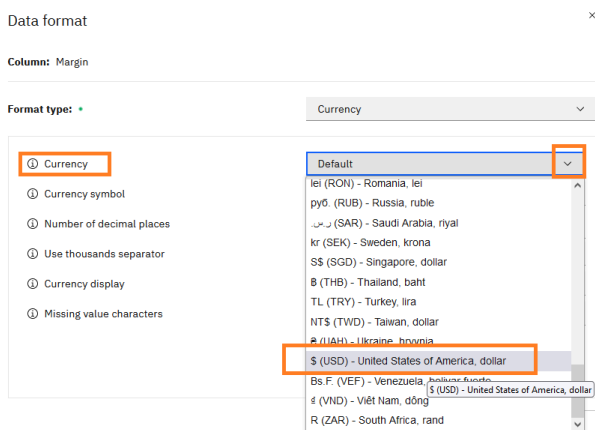 Data format
Column: Margin
Format type: *
Currency
Currency
Default
Currency symbol
Number of decimal places
Use thousands separator
Currency display
Missing value characters
lei (RON) - Romania, lei
руб. (RUB) - Russia, ruble
ر.س. (SAR) - Saudi Arabia, riyal
kr (SEK) - Sweden, krona
S$ (SGD) - Singapore, dollar
฿ (THB) - Thailand, baht
TL (TRY) - Turkey, lira
NT$ (TWD) - Taiwan, dollar
₴ (UAH) - Ukraine, hryvnia
$ (USD) - United States of America, dollar
Bs.F. (VEF) - Venezuela, bolivar fuerte
$ (USD) - United States of America, dollar
₫ (VND) - Việt Nam, đồng
R (ZAR) - South Africa, rand